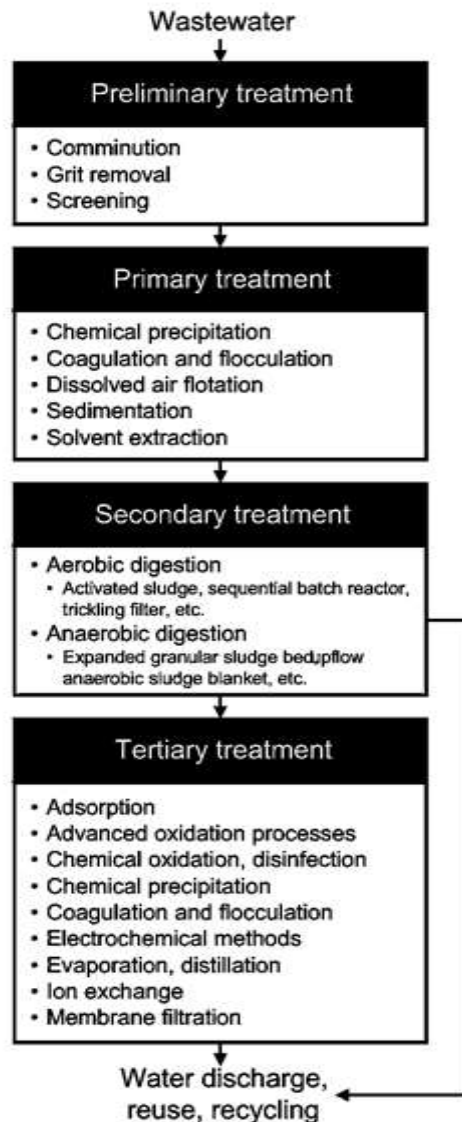 Wastewater
Preliminary treatment
• Comminution
• Grit removal
• Screening
Primary treatment
• Chemical precipitation
• Coagulation and flocculation
• Dissolved air flotation
• Sedimentation
• Solvent extraction
Secondary treatment
• Aerobic digestion
• Activated sludge, sequential batch reactor,
trickling filter, etc.
• Anaerobic digestion
• Expanded granular sludge bed,upflow
anaerobic sludge blanket, etc.
Tertiary treatment
• Adsorption
• Advanced oxidation processes
• Chemical oxidation, disinfection
• Chemical precipitation
• Coagulation and flocculation
• Electrochemical methods
• Evaporation, distillation
• Ion exchange
• Membrane filtration
Water discharge,
reuse, recycling